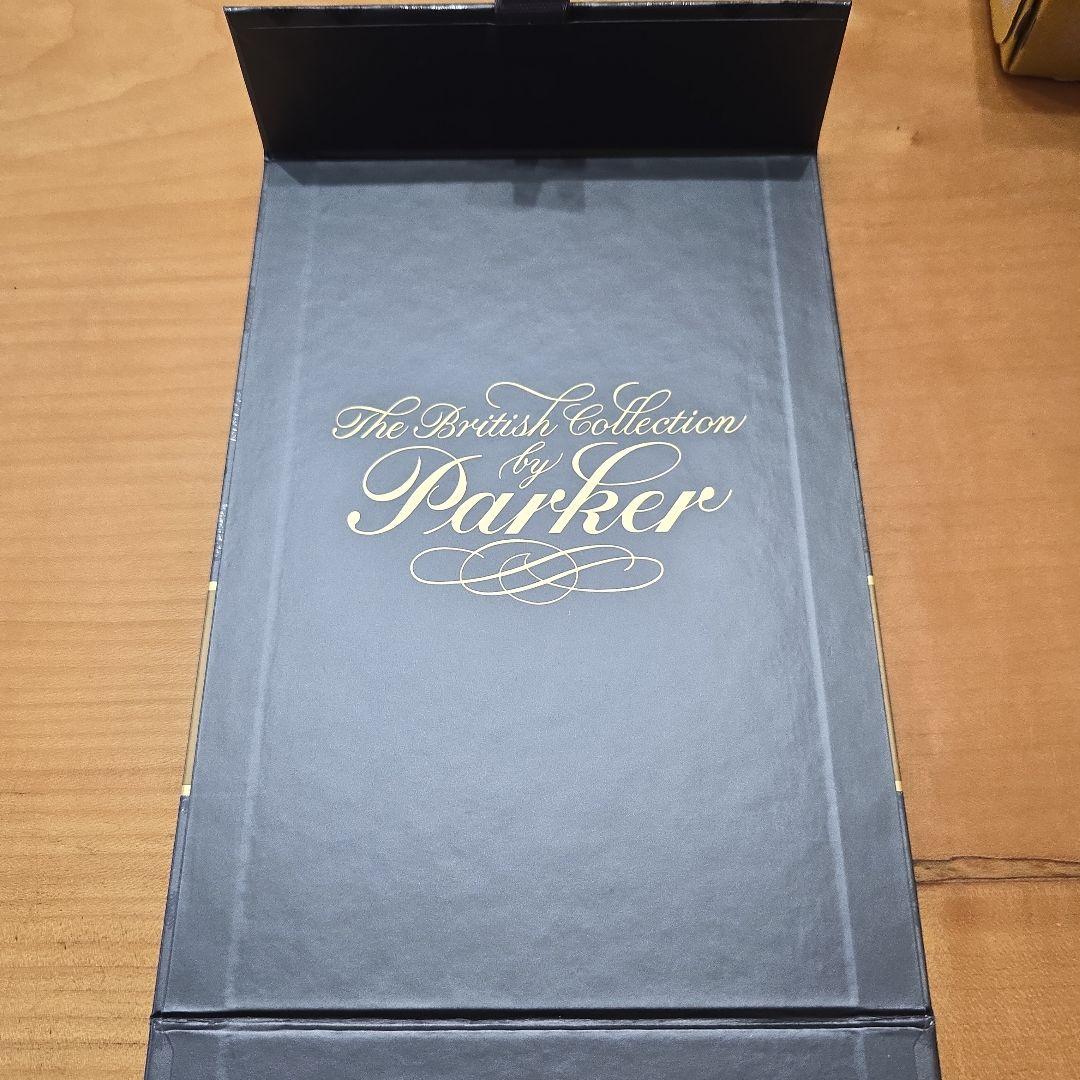 The British Collection
by
Parker